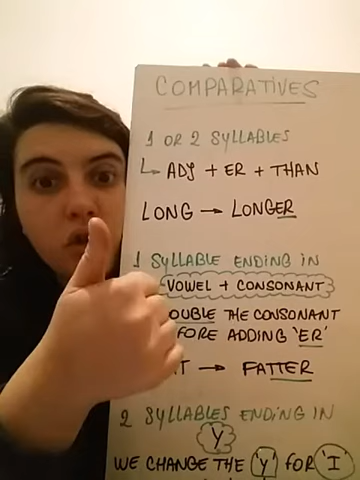 COMPARATIVES
1 OR 2 SYLLABLES
ADJ + ER + THAN
LONG → LONGER
1 SYLLABLE ENDING IN
VOWEL + CONSONANT
OUBLE THE CONSONANT
FORE ADDING 'ER'
T → FATTER
2 SYLLABLES ENDING IN
Y
WE CHANGE THE 'Y' FOR 'I'